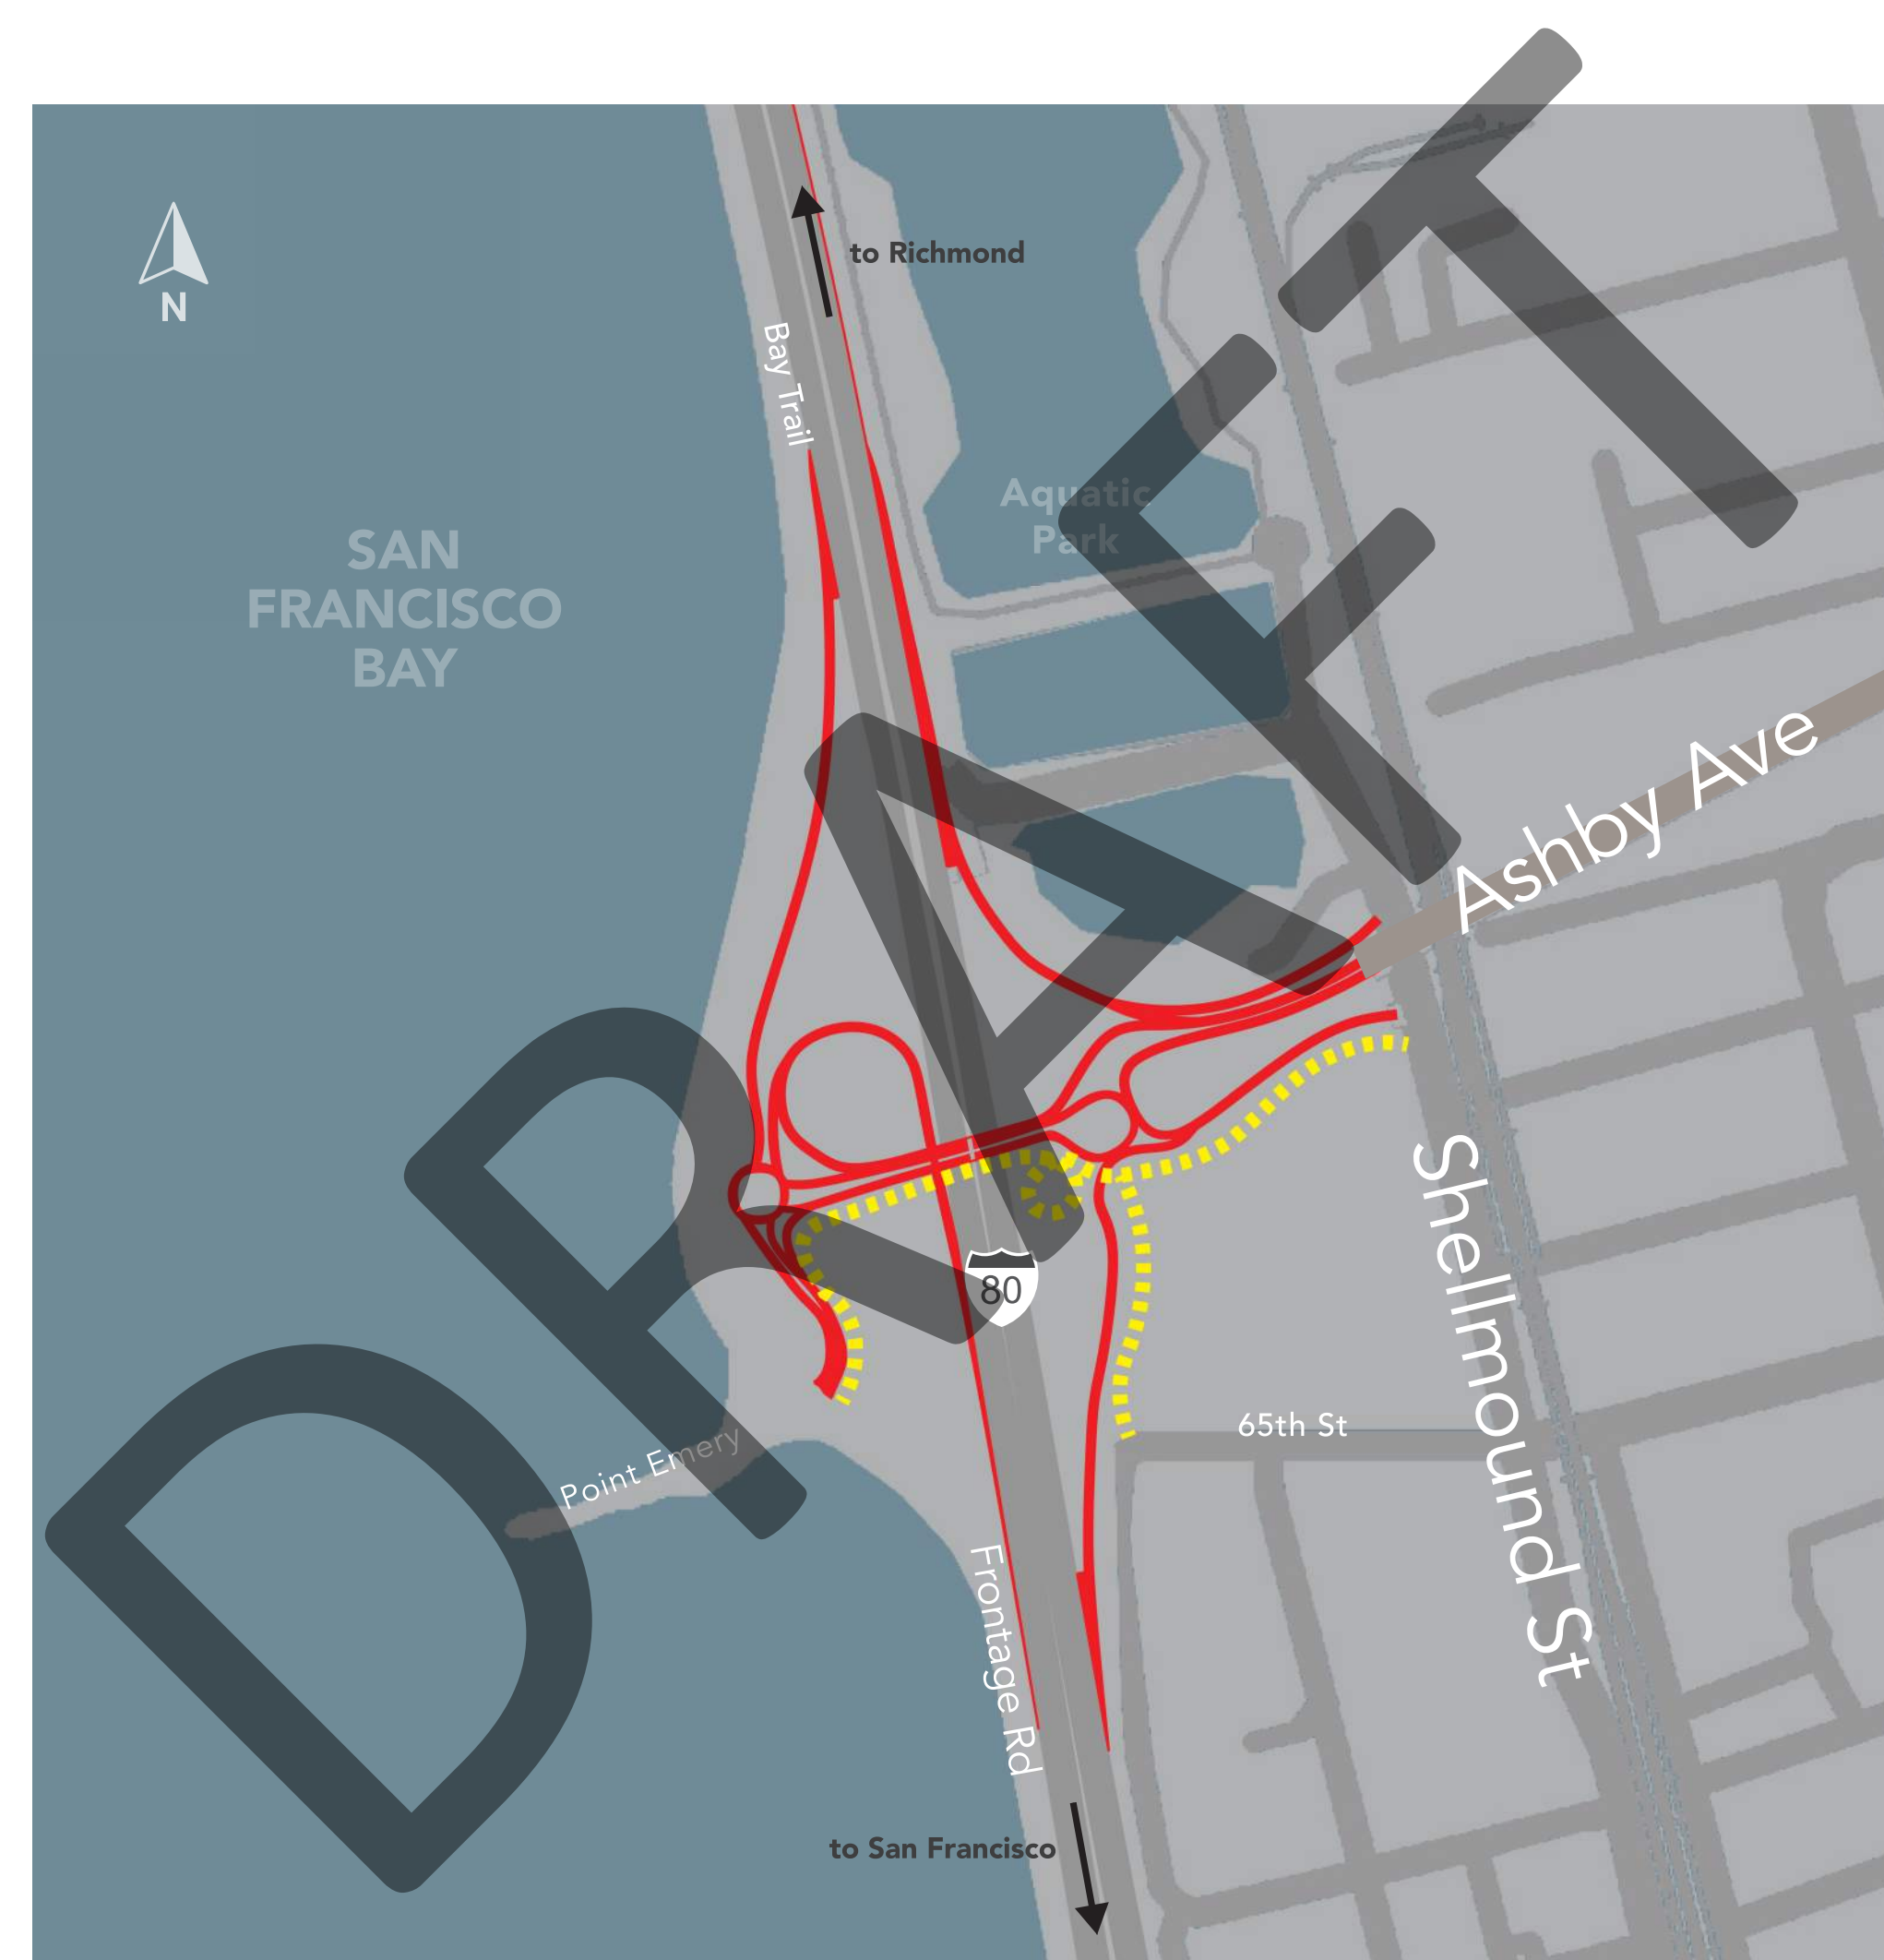 to Richmond
N
Bay Trail
Aquatic
Park
SAN
FRANCISCO
BAY
Ashby Ave
DRAFT
80
Shellmound St
65th St
Point Emery
Frontage Rd
to San Francisco